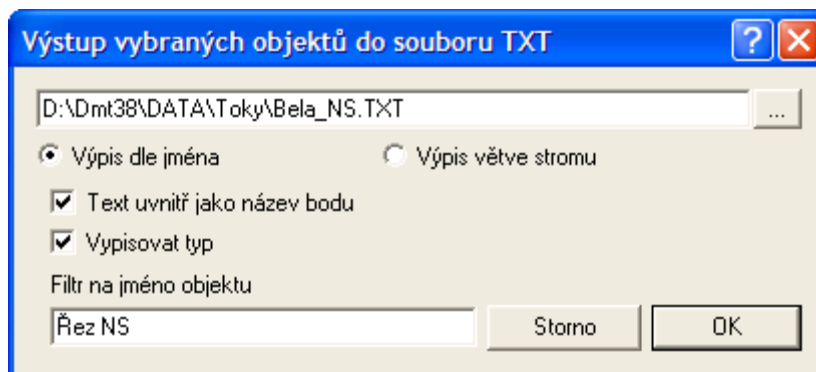 Výstup vybraných objektů do souboru TXT
D:\Dmt38\DATA\Toky\Bela_NS.TXT ...
Výpis dle jména Výpis větve stromu
Text uvnitř jako název bodu
Vypisovat typ
Filtr na jméno objektu
Řez NS Storno OK